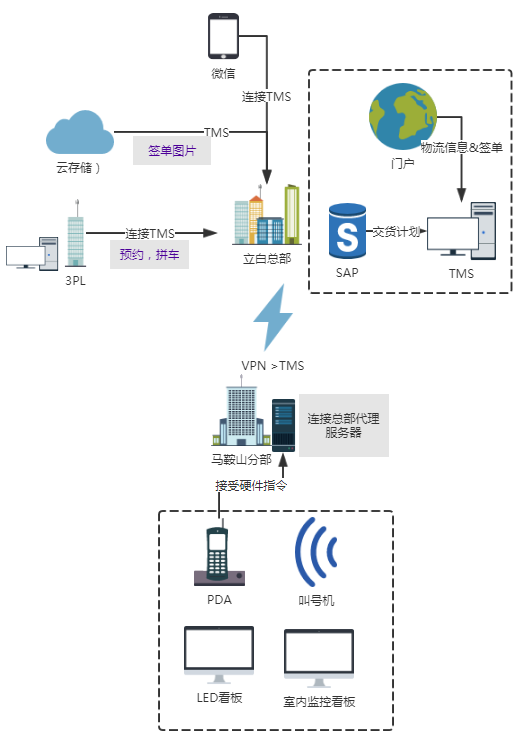 微信
连接TMS
TMS
签单图片
云存储）
物流信息&签单
门户
连接TMS
预约，拼车
立白总部
3PL
S
交货计划
SAP
TMS
VPN >TMS
连接总部代理
服务器
马鞍山分部
接受硬件指令
PDA
叫号机
LED看板
室内监控看板